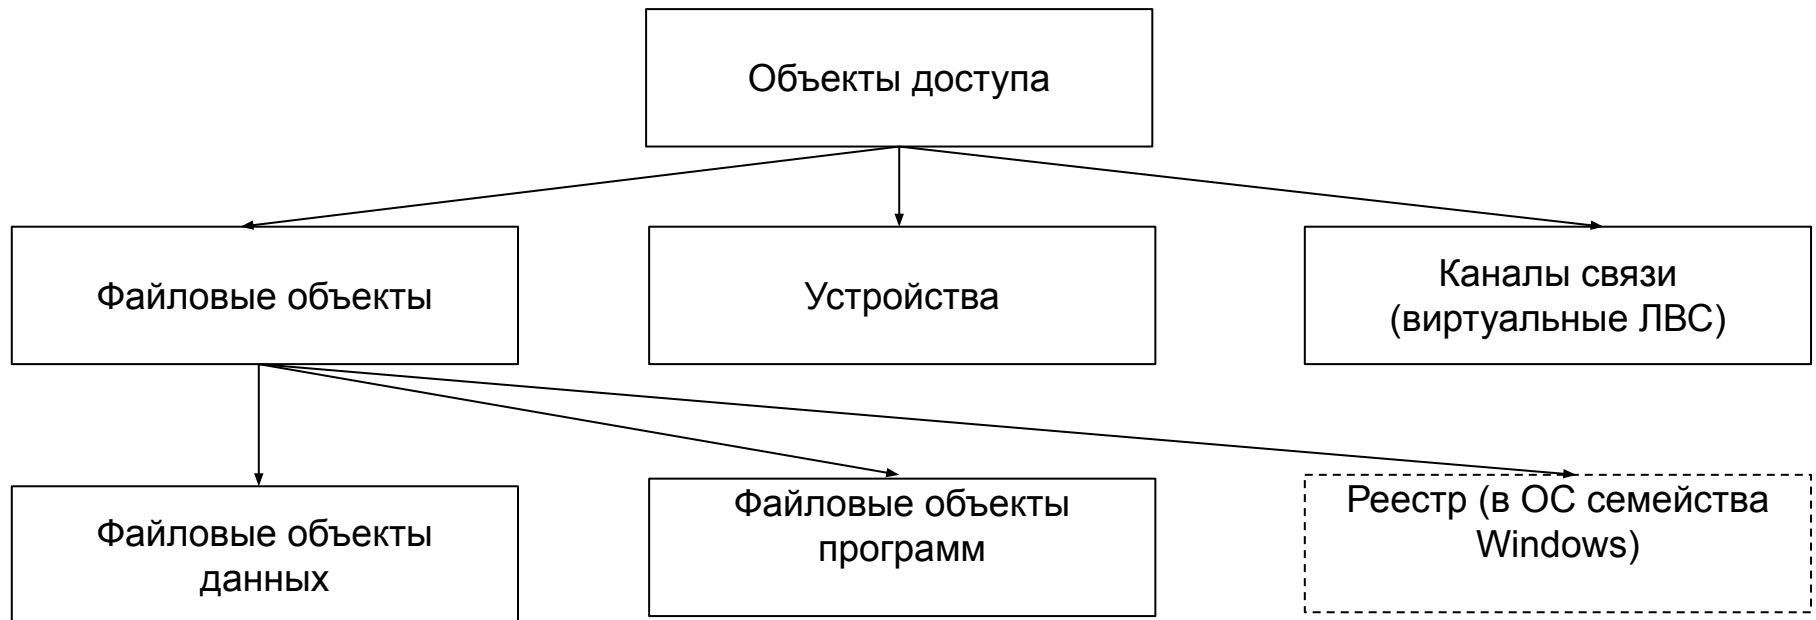 Объекты доступа
Файловые объекты
Устройства
Каналы связи
(виртуальные ЛВС)
Файловые объекты
данных
Файловые объекты
программ
Реестр (в ОС семейства
Windows)